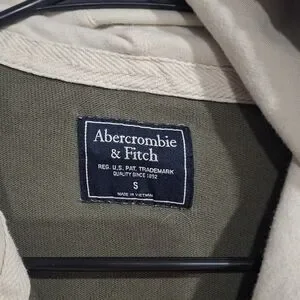 Abercrombie
& Fitch
REG. U.S. PAT. TRADEMARK
QUALITY SINCE 1892
S
MADE IN VIETNAM